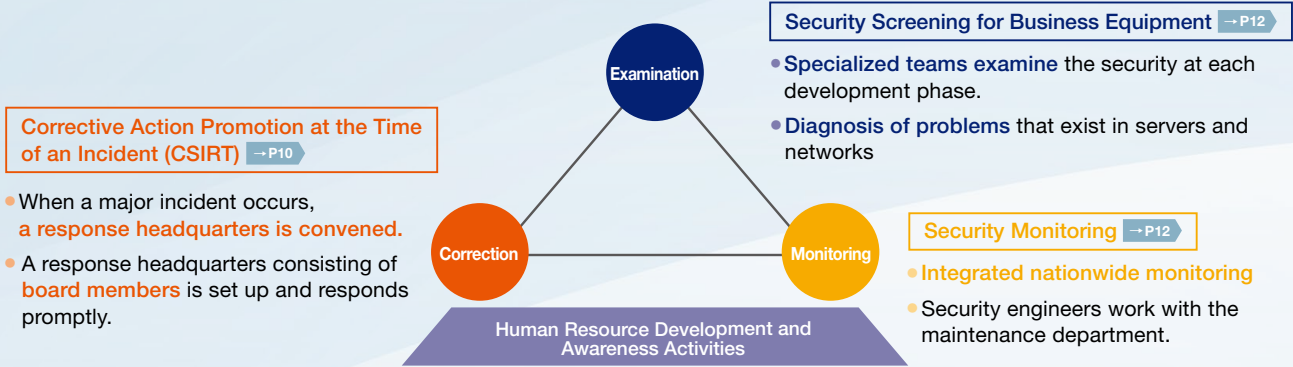 Security Screening for Business Equipment →P12
• Specialized teams examine the security at each
development phase.
• Diagnosis of problems that exist in servers and
networks
Examination
Corrective Action Promotion at the Time
of an Incident (CSIRT) →P10
• When a major incident occurs,
a response headquarters is convened.
• A response headquarters consisting of
board members is set up and responds
promptly.
Correction
Monitoring
Security Monitoring →P12
• Integrated nationwide monitoring
• Security engineers work with the
maintenance department.
Human Resource Development and
Awareness Activities